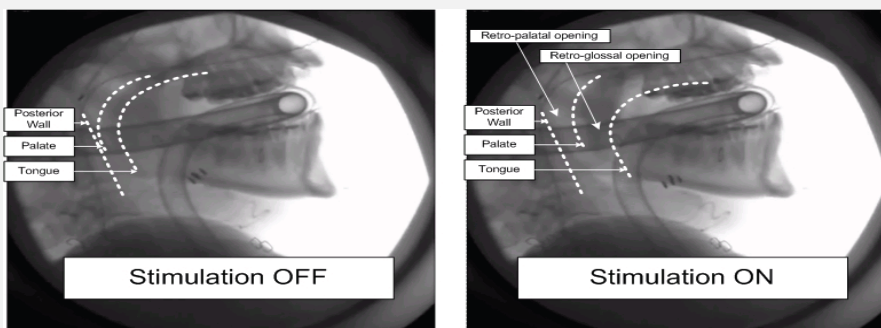 Posterior
Wall
Palate
Tongue
Stimulation OFF
Retro-palatal opening
Retro-glossal opening
Posterior
Wall
Palate
Tongue
Stimulation ON